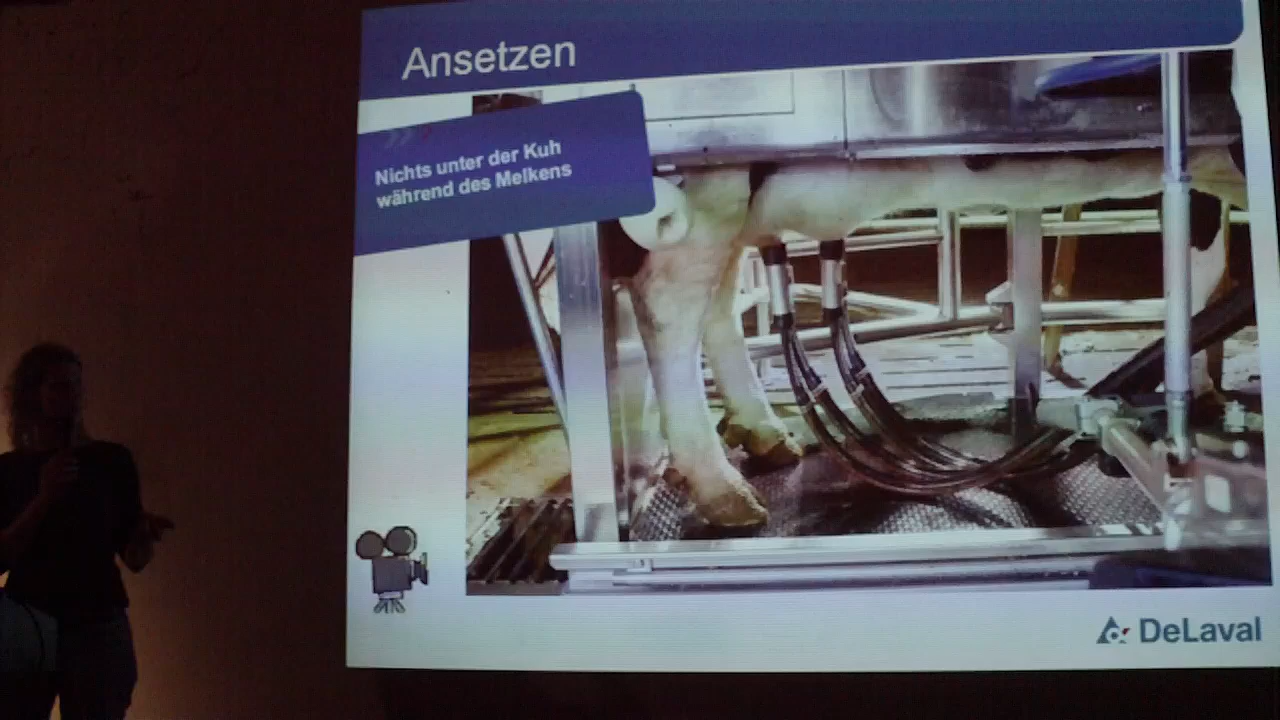 Ansetzen
Nichts unter der Kuh
während des Melkens
DeLaval